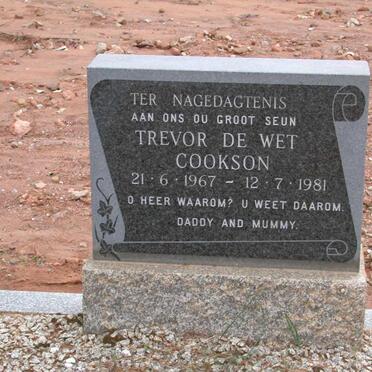 TER NAGEDAGTENIS
AAN ONS OU GROOT SEUN
TREVOR DE WET
COOKSON
21·6·1967 – 12·7·1981
O HEER WAAROM? U WEET DAAROM.
DADDY AND MUMMY.